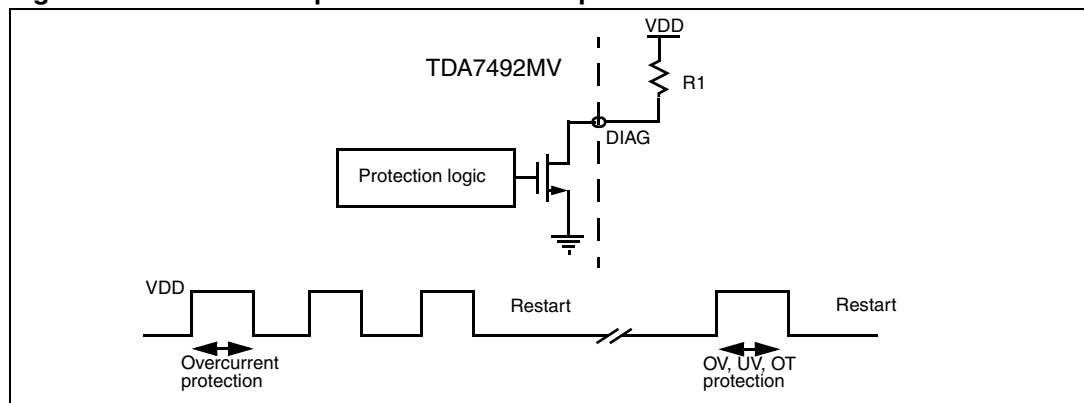 VDD
TDA7492MV
R1
DIAG
Protection logic
VDD
Restart
Restart
Overcurrent
protection
OV, UV, OT
protection